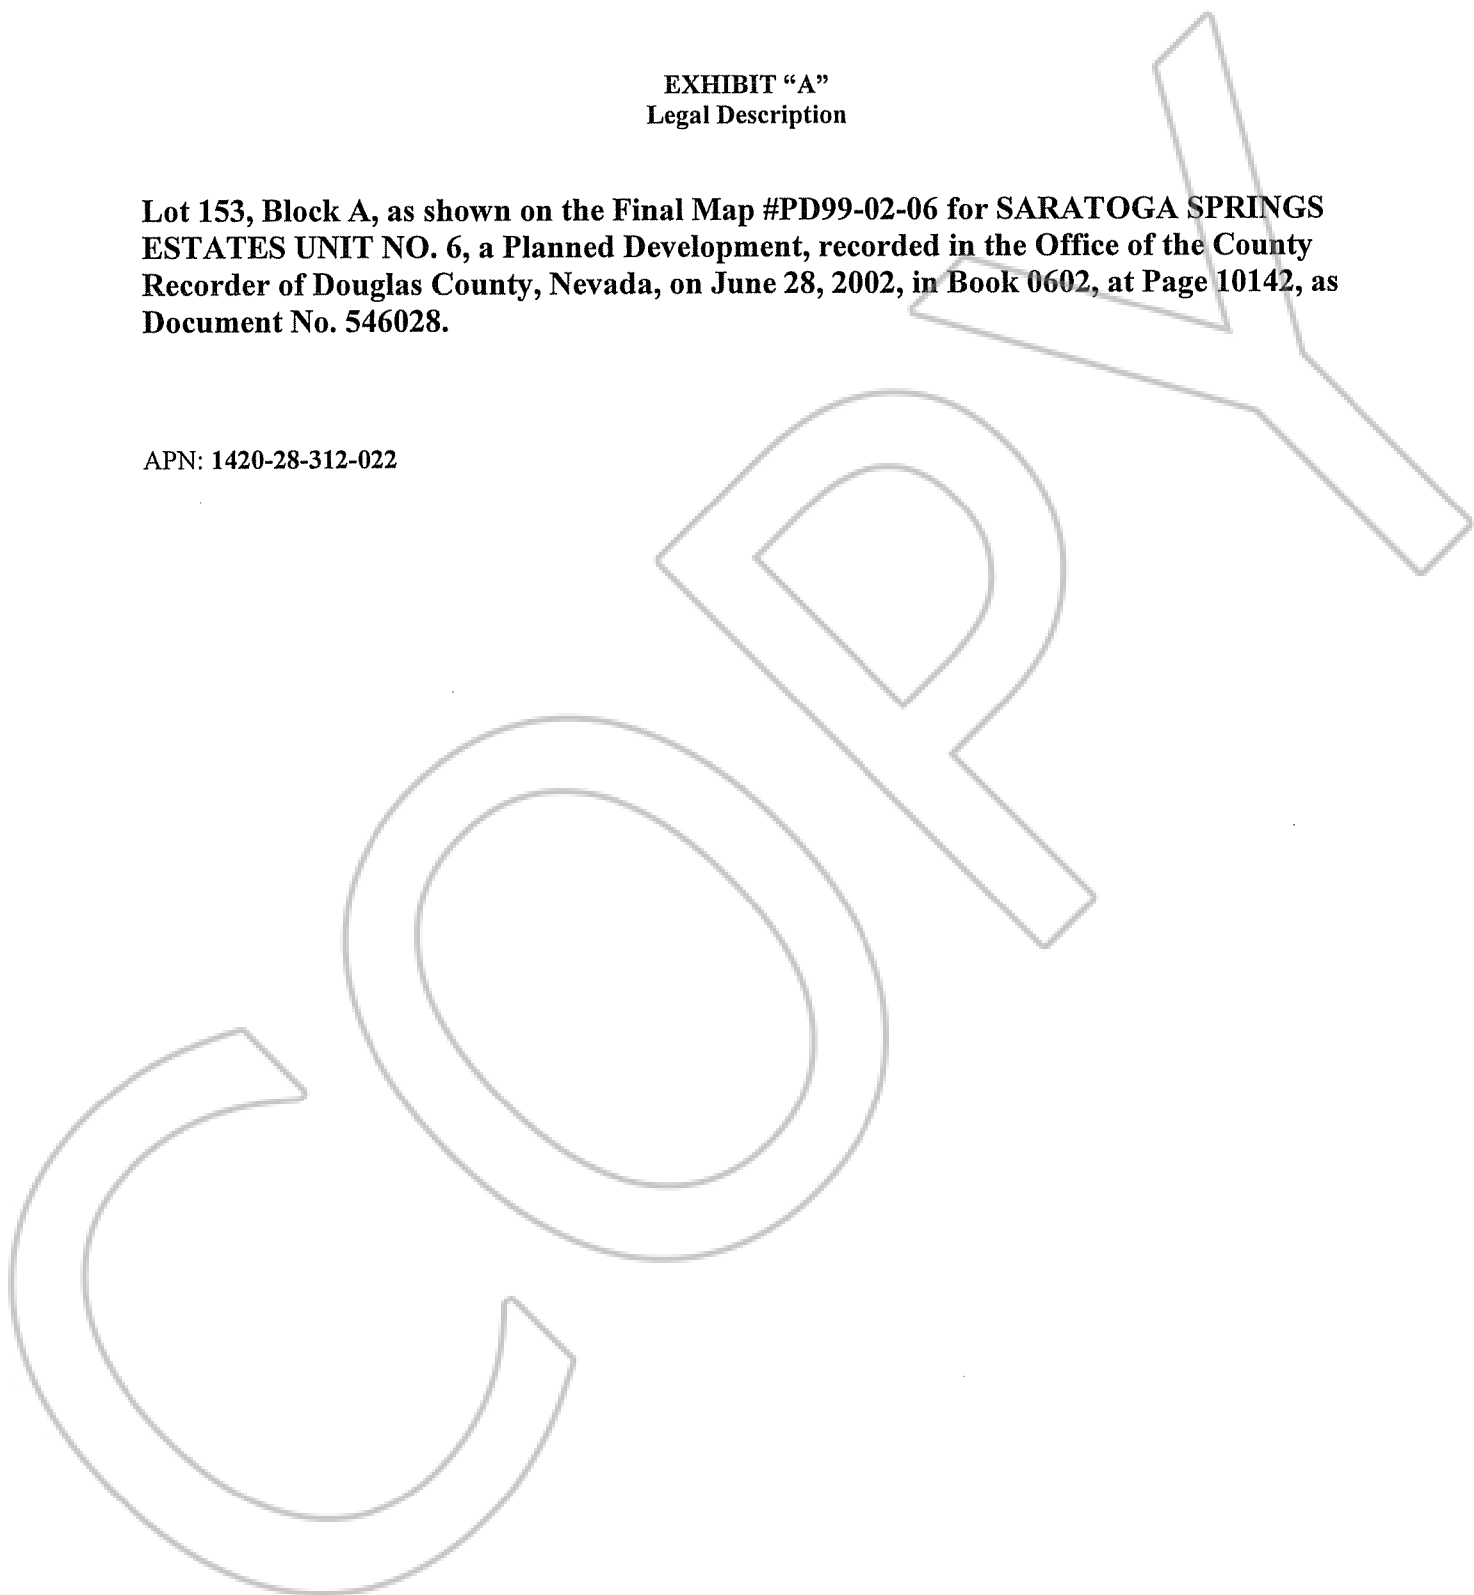 EXHIBIT “A”
Legal Description
Lot 153, Block A, as shown on the Final Map #PD99-02-06 for SARATOGA SPRINGS
ESTATES UNIT NO. 6, a Planned Development, recorded in the Office of the County
Recorder of Douglas County, Nevada, on June 28, 2002, in Book 0602, at Page 10142, as
Document No. 546028.
APN: 1420-28-312-022
COPY